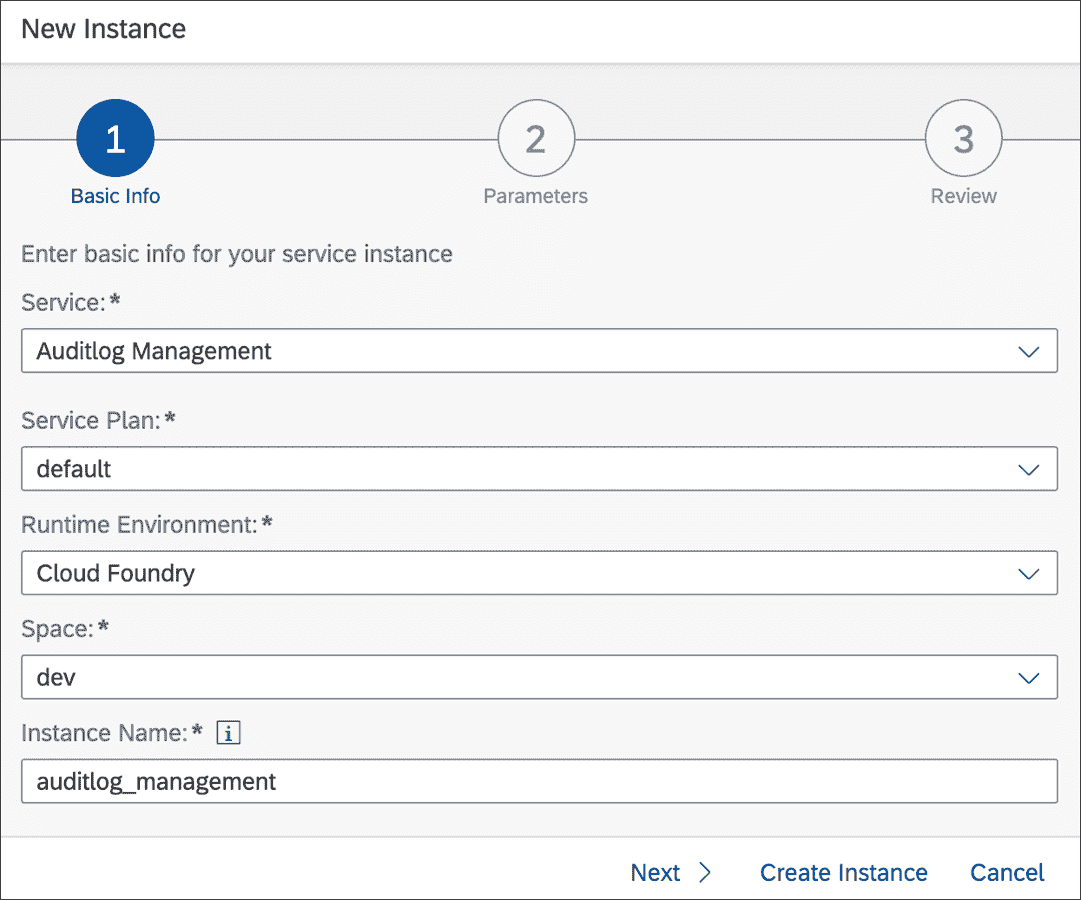 New Instance
1
2
3
Basic Info
Parameters
Review
Enter basic info for your service instance
Service:*
Auditlog Management
Service Plan:*
default
Runtime Environment:*
Cloud Foundry
Space:*
dev
Instance Name:* i
auditlog_management
Next > Create Instance Cancel